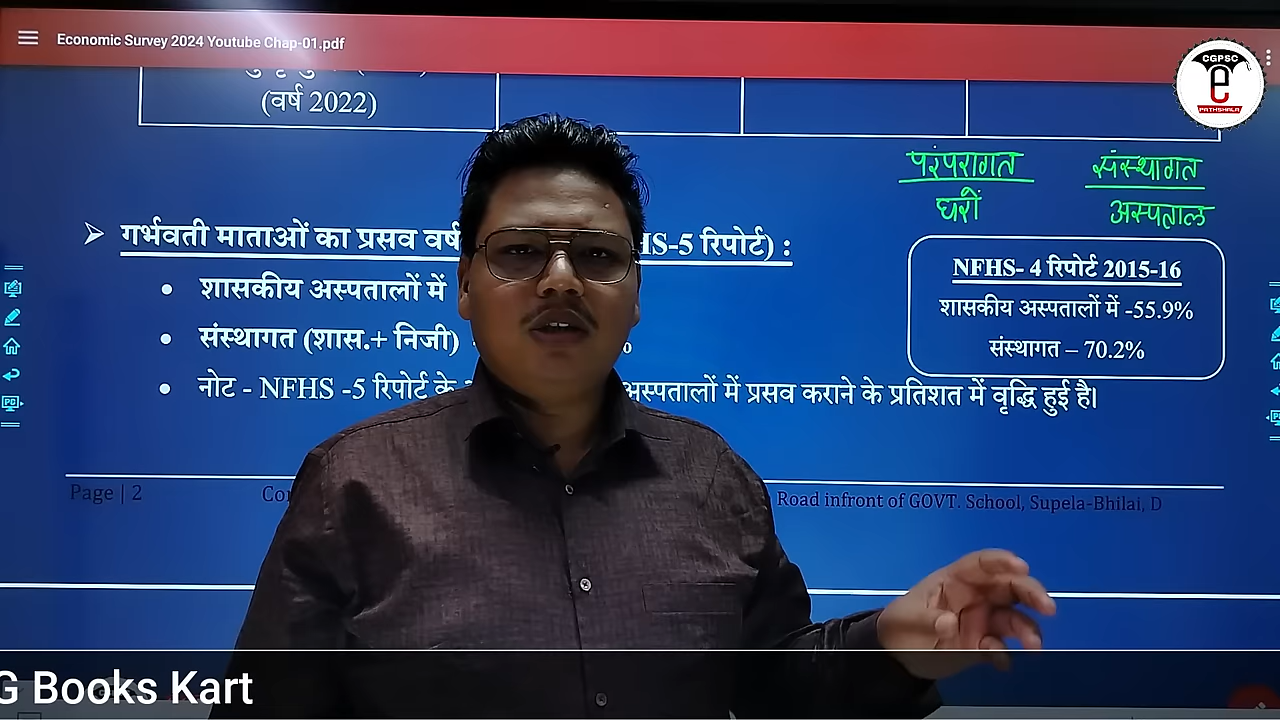 Economic Survey 2024 Youtube Chap-01.pdf
CGPSC
e
PATHSHALA
(वर्ष 2022)
परंपरागत
घरों
संस्थागत
अस्पताल
गर्भवती माताओं का प्रसव वर्ष HS-5 रिपोर्ट) :
• शासकीय अस्पतालों में
• संस्थागत (शास.+ निजी)
• नोट - NFHS -5 रिपोर्ट के अस्पतालों में प्रसव कराने के प्रतिशत में वृद्धि हुई है।
NFHS- 4 रिपोर्ट 2015-16
शासकीय अस्पतालों में -55.9%
संस्थागत – 70.2%
Page | 2 Road infront of GOVT. School, Supela-Bhilai, D
G Books Kart